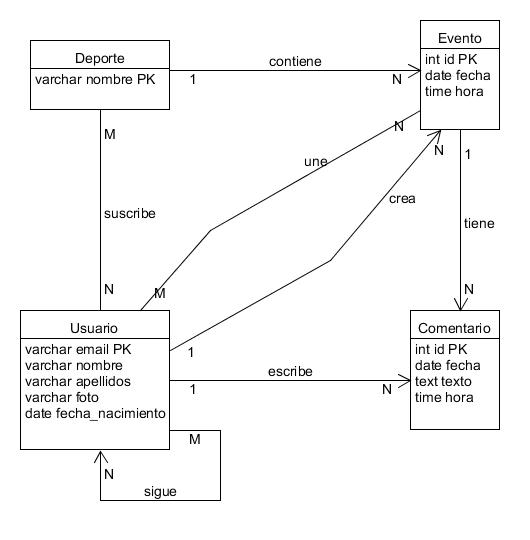 Deporte
varchar nombre PK
contiene
1
N
Evento
int id PK
date fecha
time hora
M
suscribe
N
une
N
M
crea
N
1
1
tiene
N
Usuario
varchar email PK
varchar nombre
varchar apellidos
varchar foto
date fecha_nacimiento
escribe
1
N
Comentario
int id PK
date fecha
text texto
time hora
M
N
sigue